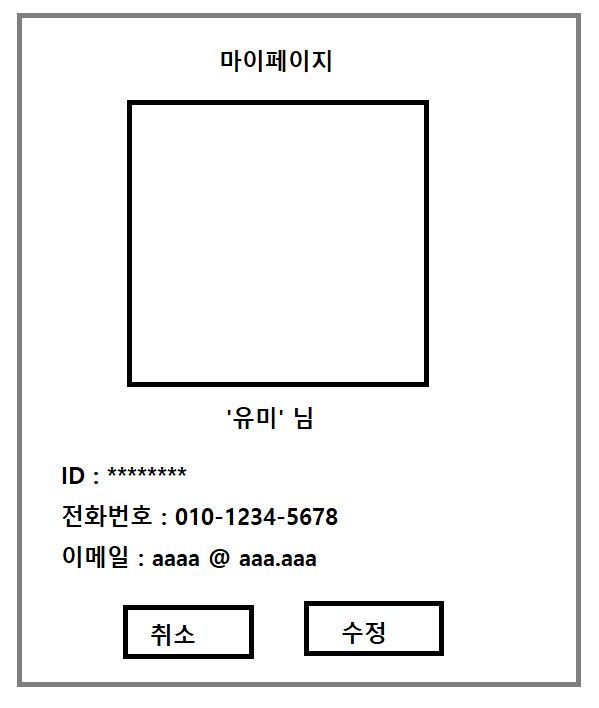 마이페이지
'유미' 님
ID : ********
전화번호 : 010-1234-5678
이메일 : aaaa @ aaa.aaa
취소
수정